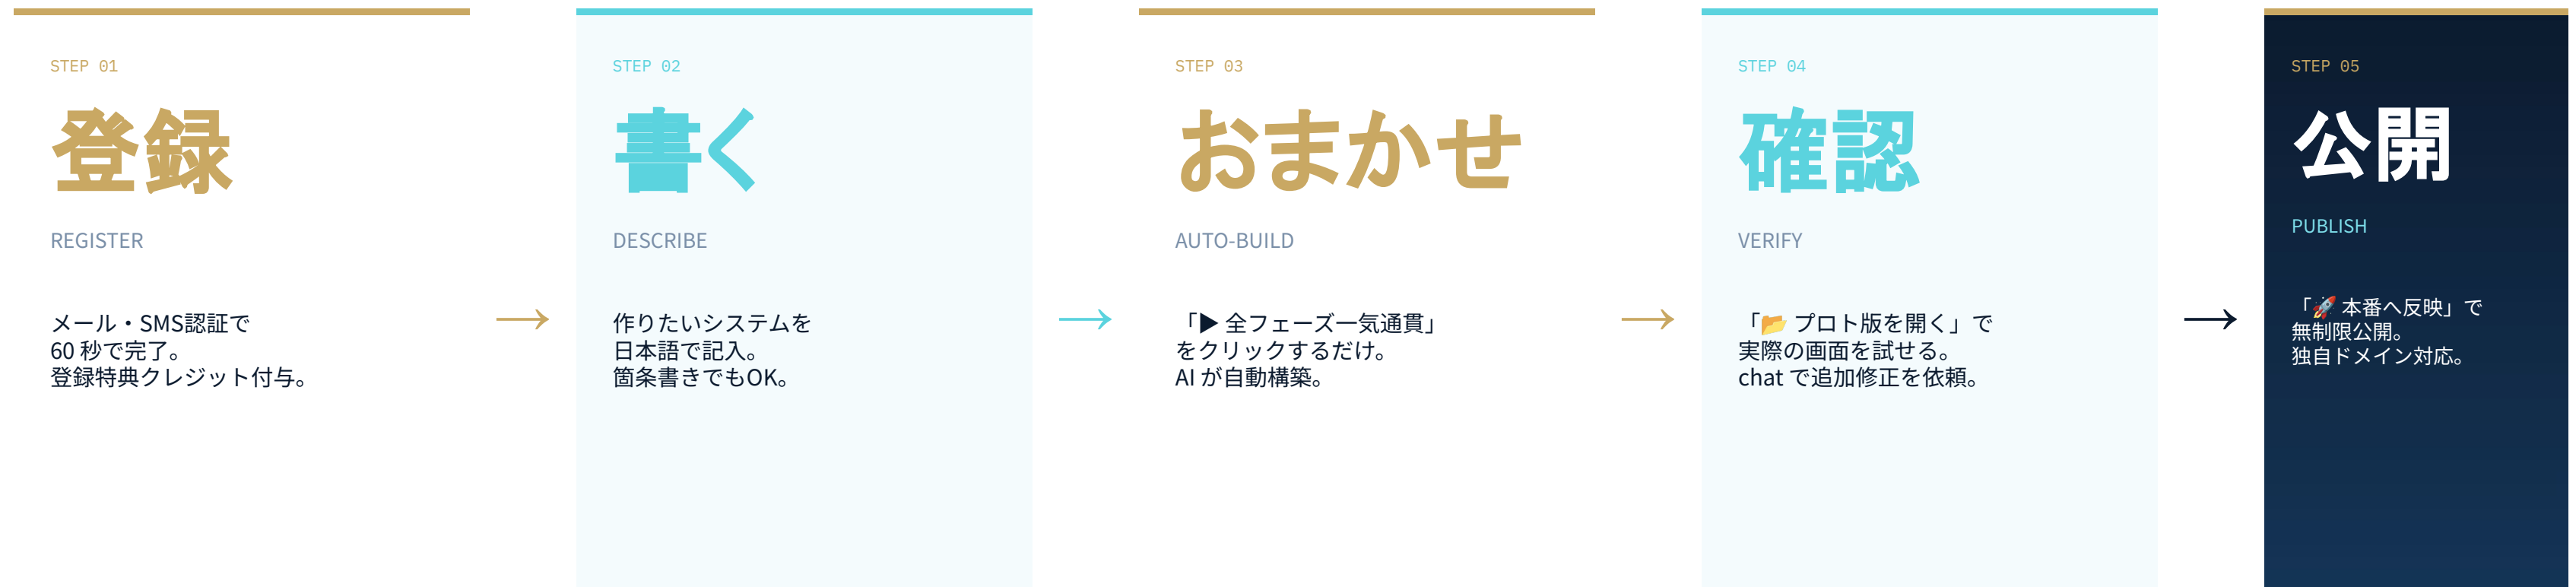 STEP 01
登録
REGISTER
メール・SMS認証で
60 秒で完了。
登録特典クレジット付与。
→
STEP 02
書く
DESCRIBE
作りたいシステムを
日本語で記入。
箇条書きでもOK。
→
STEP 03
おまかせ
AUTO-BUILD
「▶ 全フェーズ一気通貫」
をクリックするだけ。
AI が自動構築。
→
STEP 04
確認
VERIFY
「📂 プロト版を開く」で
実際の画面を試せる。
chat で追加修正を依頼。
→
STEP 05
公開
PUBLISH
「🚀 本番へ反映」で
無制限公開。
独自ドメイン対応。